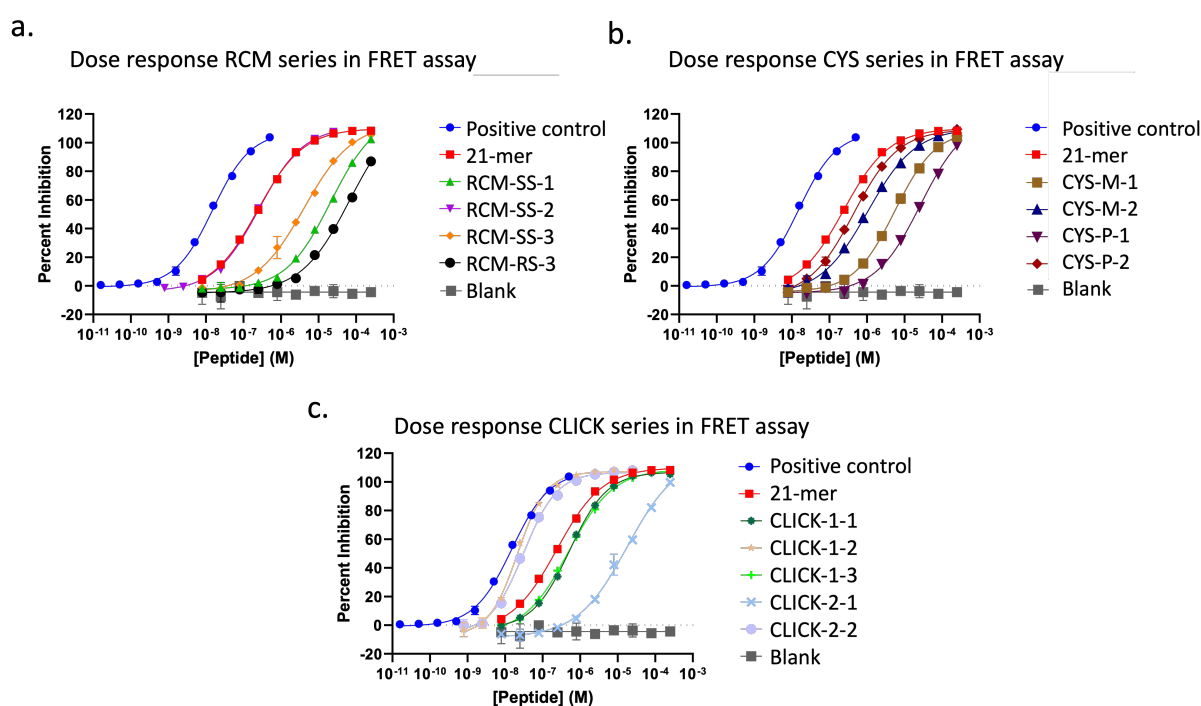 a.
Dose response RCM series in FRET assay
Percent Inhibition
120
100
80
60
40
20
0
-20
10-11 10-10 10-9 10-8 10-7 10-6 10-5 10-4 10-3
[Peptide] (M)
Positive control
21-mer
RCM-SS-1
RCM-SS-2
RCM-SS-3
RCM-RS-3
Blank
b.
Dose response CYS series in FRET assay
Percent Inhibition
120
100
80
60
40
20
0
-20
10-11 10-10 10-9 10-8 10-7 10-6 10-5 10-4 10-3
[Peptide] (M)
Positive control
21-mer
CYS-M-1
CYS-M-2
CYS-P-1
CYS-P-2
Blank
c.
Dose response CLICK series in FRET assay
Percent Inhibition
120
100
80
60
40
20
0
-20
10-11 10-10 10-9 10-8 10-7 10-6 10-5 10-4 10-3
[Peptide] (M)
Positive control
21-mer
CLICK-1-1
CLICK-1-2
CLICK-1-3
CLICK-2-1
CLICK-2-2
Blank